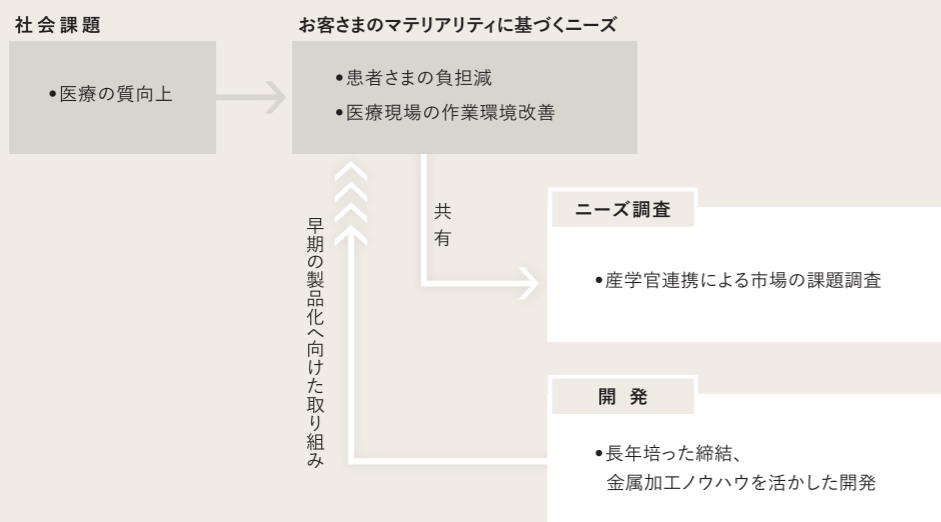 社会課題
お客さまのマテリアリティに基づくニーズ
•医療の質向上
•患者さまの負担減
•医療現場の作業環境改善
共有
ニーズ調査
•産学官連携による市場の課題調査
早期の製品化へ向けた取り組み
開発
•長年培った締結、
金属加工ノウハウを活かした開発